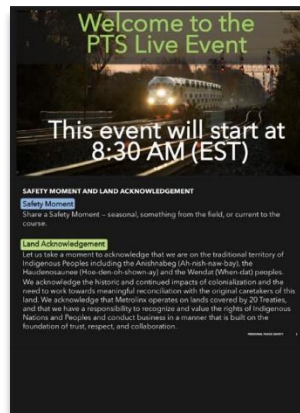 Welcome to the
PTS Live Event
This event will start at
8:30 AM (EST)
SAFETY MOMENT AND LAND ACKNOWLEDGEMENT
Safety Moment
Share a Safety Moment – seasonal, something from the field, or current to the
course.
Land Acknowledgement
Let us take a moment to acknowledge that we are on the traditional territory of
Indigenous Peoples including the Anishnabeg (Ah-nish-naw-bay), the
Haudenosaunee (Hoe-den-oh-shown-ay) and the Wendat (When-dat) peoples.
We acknowledge the historic and continued impacts of colonialization and the
need to work towards meaningful reconciliation with the original caretakers of this
land. We acknowledge that Metrolinx operates on lands covered by 20 Treaties,
and that we have a responsibility to recognize and value the rights of Indigenous
Nations and Peoples and conduct business in a manner that is built on the
foundation of trust, respect, and collaboration.
PERSONAL TRACK SAFETY